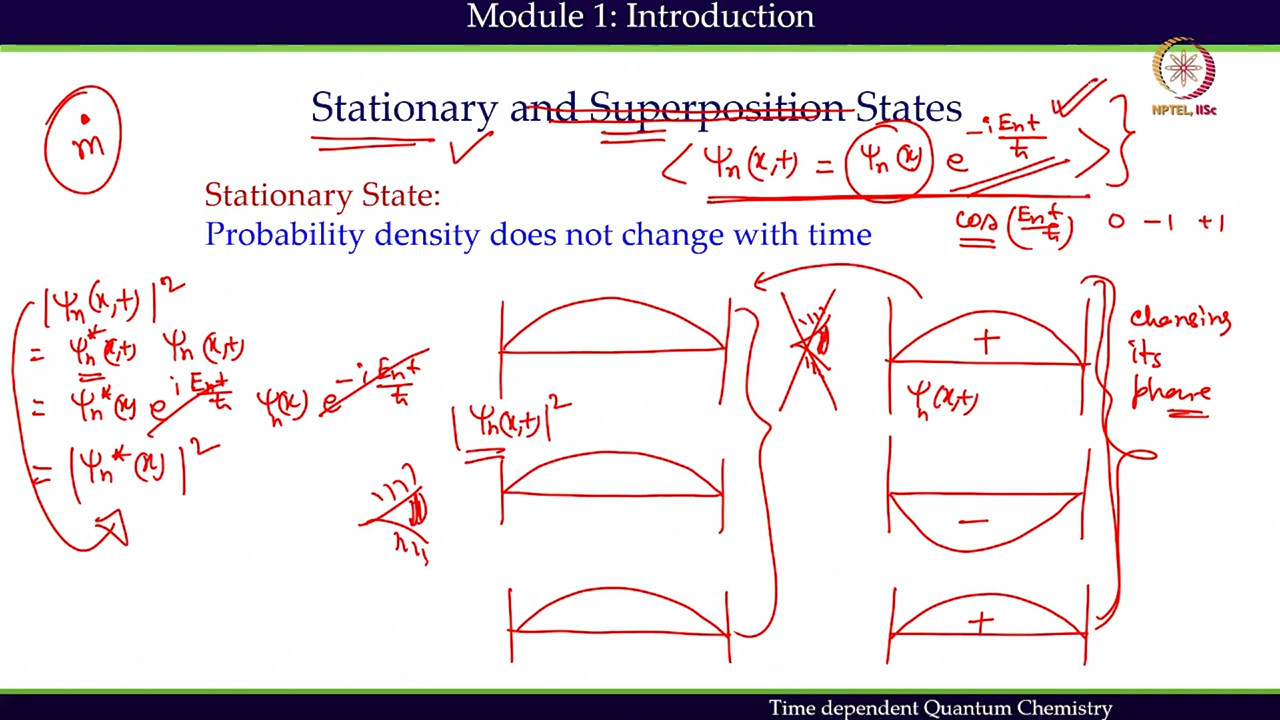 Module 1: Introduction
NPTEL, IISc
Stationary and Superposition States
m
ψn(x,t) = ψn(x) e^{-iEnt/ħ}
Stationary State:
cos(Ent/ħ) 0 -1 +1
Probability density does not change with time
|ψn(x,t)|²
= ψn*(x,t) ψn(x,t)
= ψn*(x) e^{iEnt/ħ} ψn(x) e^{-iEnt/ħ}
= |ψn*(x)|²
|ψn(x,t)|²
+
ψn(x,t)
-
+
changing
its
phase
Time dependent Quantum Chemistry